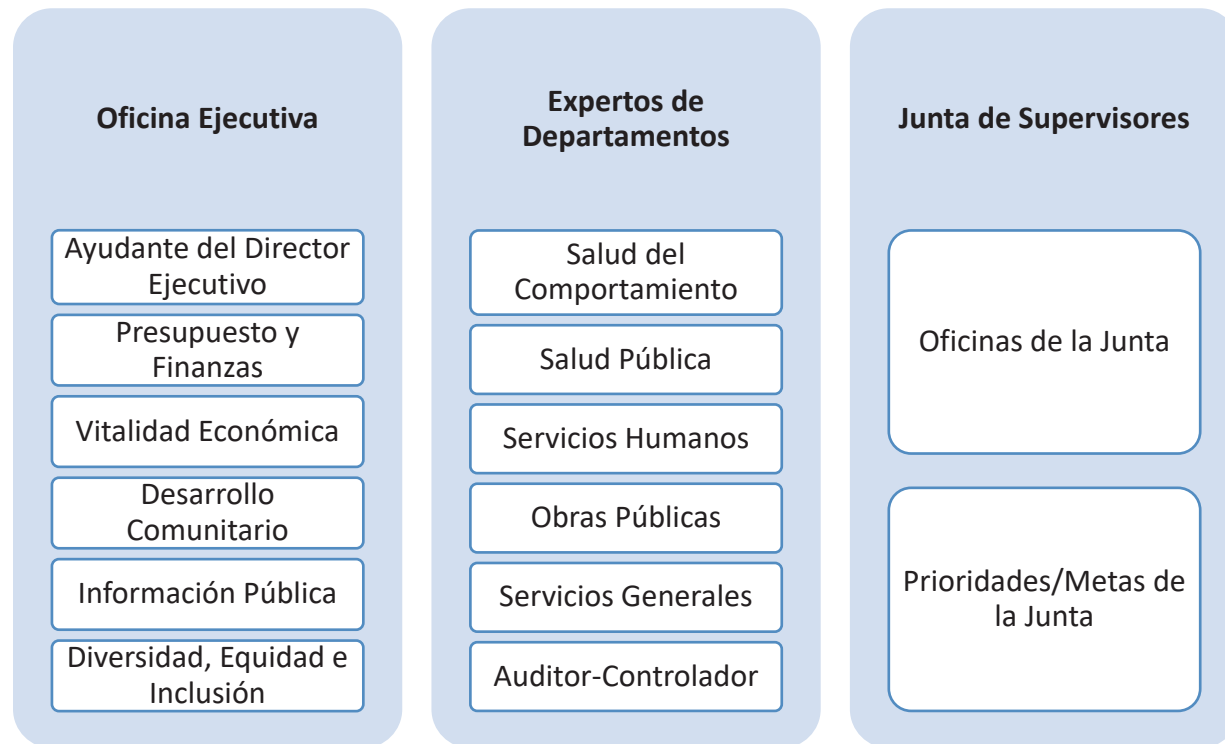 Oficina Ejecutiva
Ayudante del Director
Ejecutivo
Presupuesto y
Finanzas
Vitalidad Económica
Desarrollo
Comunitario
Información Pública
Diversidad, Equidad e
Inclusión
Expertos de
Departamentos
Salud del
Comportamiento
Salud Pública
Servicios Humanos
Obras Públicas
Servicios Generales
Auditor-Controlador
Junta de Supervisores
Oficinas de la Junta
Prioridades/Metas de
la Junta